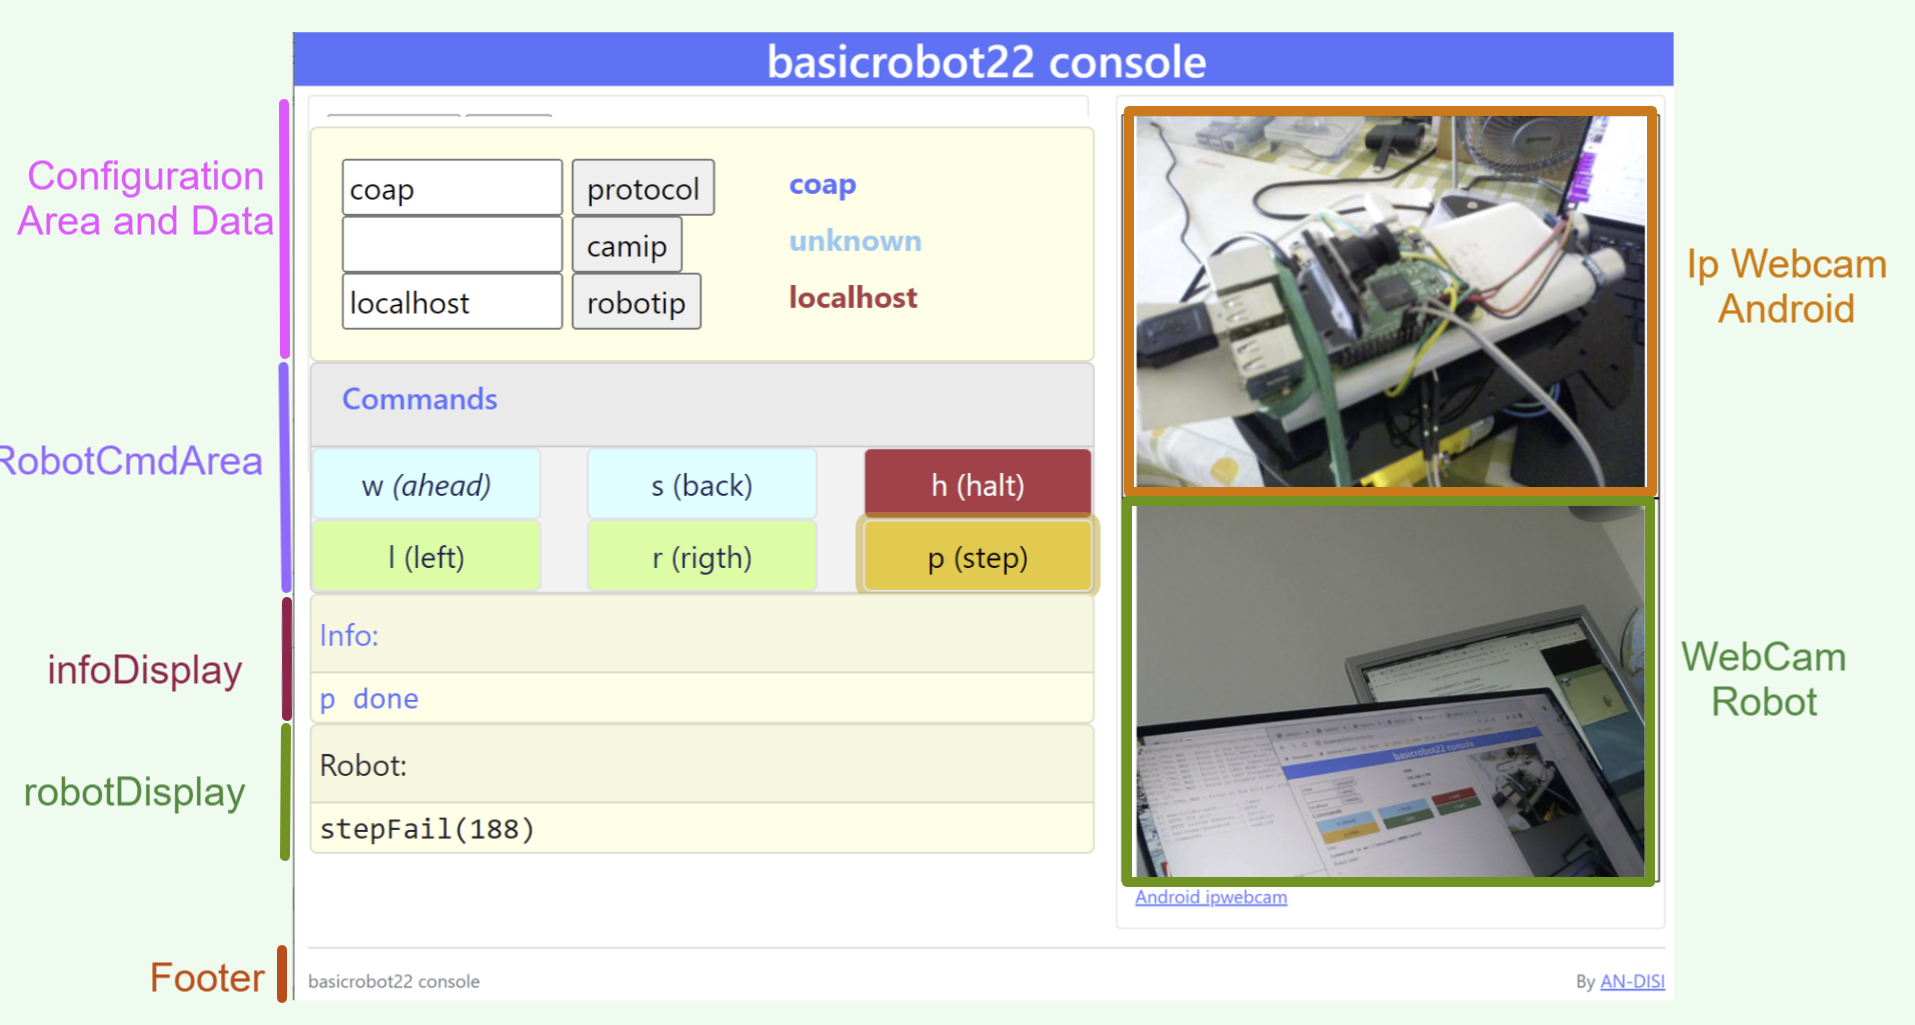 basicrobot22 console
Configuration
Area and Data
coap protocol coap
camip unknown
localhost robotip localhost
RobotCmdArea
Commands
w (ahead) s (back) h (halt)
l (left) r (rigth) p (step)
infoDisplay
Info:
p done
robotDisplay
Robot:
stepFail(188)
Ip Webcam
Android
WebCam
Robot
basicrobot22 console
Android ipwebcam
Footer
basicrobot22 console
By AN-DISI